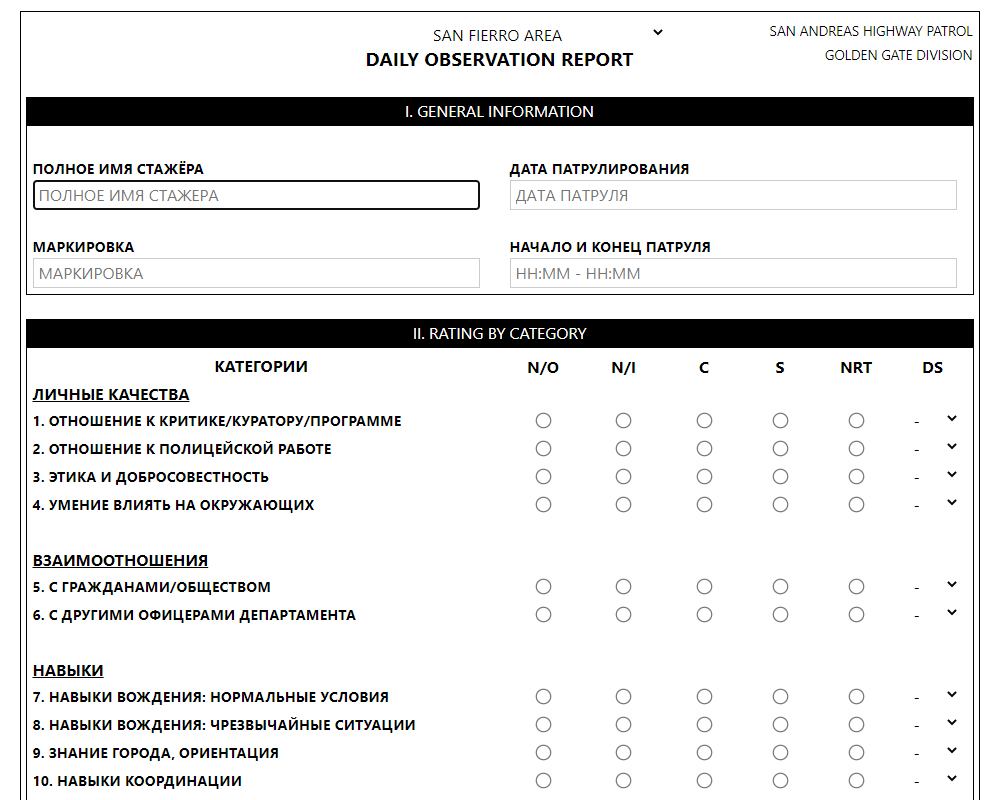 SAN FIERRO AREA
DAILY OBSERVATION REPORT
SAN ANDREAS HIGHWAY PATROL
GOLDEN GATE DIVISION
I. GENERAL INFORMATION
ПОЛНОЕ ИМЯ СТАЖЁРА
ПОЛНОЕ ИМЯ СТАЖЕРА
ДАТА ПАТРУЛИРОВАНИЯ
ДАТА ПАТРУЛЯ
МАРКИРОВКА
МАРКИРОВКА
НАЧАЛО И КОНЕЦ ПАТРУЛЯ
НН:ММ - НН:ММ
II. RATING BY CATEGORY
КАТЕГОРИИ N/O N/I C S NRT DS
ЛИЧНЫЕ КАЧЕСТВА
1. ОТНОШЕНИЕ К КРИТИКЕ/КУРАТОРУ/ПРОГРАММЕ -
2. ОТНОШЕНИЕ К ПОЛИЦЕЙСКОЙ РАБОТЕ -
3. ЭТИКА И ДОБРОСОВЕСТНОСТЬ -
4. УМЕНИЕ ВЛИЯТЬ НА ОКРУЖАЮЩИХ -
ВЗАИМООТНОШЕНИЯ
5. С ГРАЖДАНАМИ/ОБЩЕСТВОМ -
6. С ДРУГИМИ ОФИЦЕРАМИ ДЕПАРТАМЕНТА -
НАВЫКИ
7. НАВЫКИ ВОЖДЕНИЯ: НОРМАЛЬНЫЕ УСЛОВИЯ -
8. НАВЫКИ ВОЖДЕНИЯ: ЧРЕЗВЫЧАЙНЫЕ СИТУАЦИИ -
9. ЗНАНИЕ ГОРОДА, ОРИЕНТАЦИЯ -
10. НАВЫКИ КООРДИНАЦИИ -